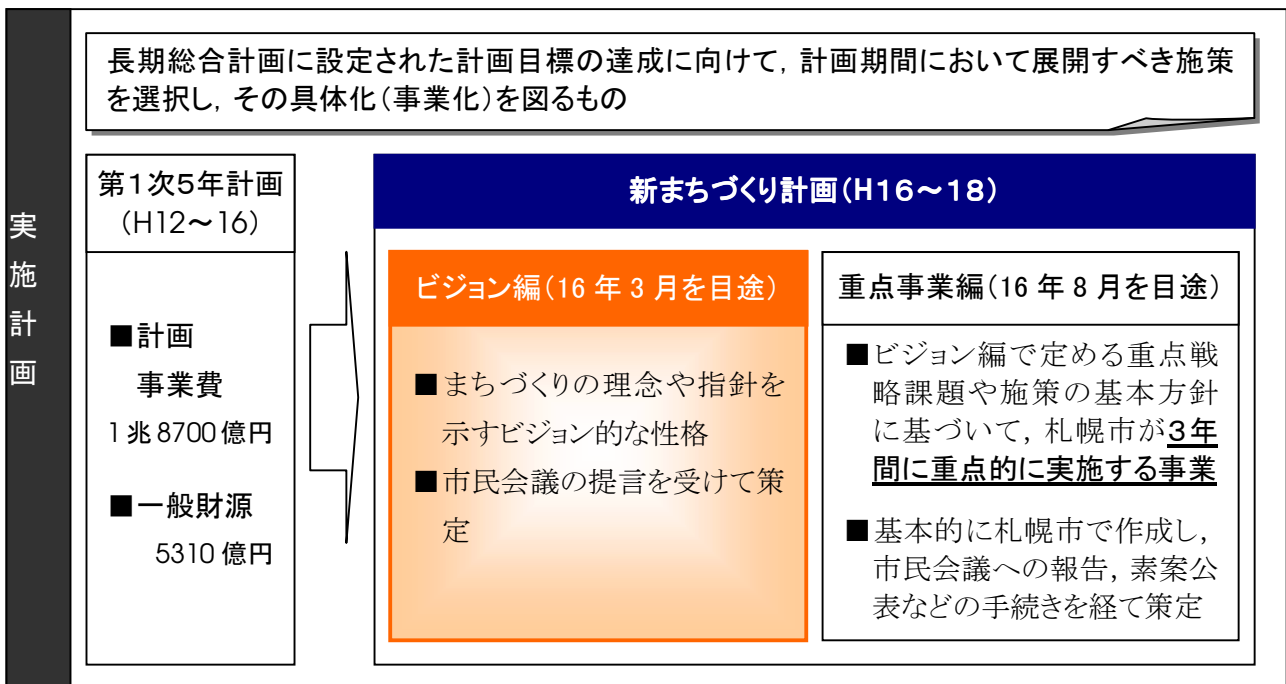 実施計画
長期総合計画に設定された計画目標の達成に向けて，計画期間において展開すべき施策
を選択し，その具体化（事業化）を図るもの
第１次５年計画
（H12～16）
■計画
事業費
1兆8700億円
■一般財源
5310億円
新まちづくり計画（H16～18）
ビジョン編（16年3月を目途）
■まちづくりの理念や指針を
示すビジョン的な性格
■市民会議の提言を受けて策
定
重点事業編（16年8月を目途）
■ビジョン編で定める重点戦
略課題や施策の基本方針
に基づいて，札幌市が３年
間に重点的に実施する事業
■基本的に札幌市で作成し，
市民会議への報告，素案公
表などの手続きを経て策定